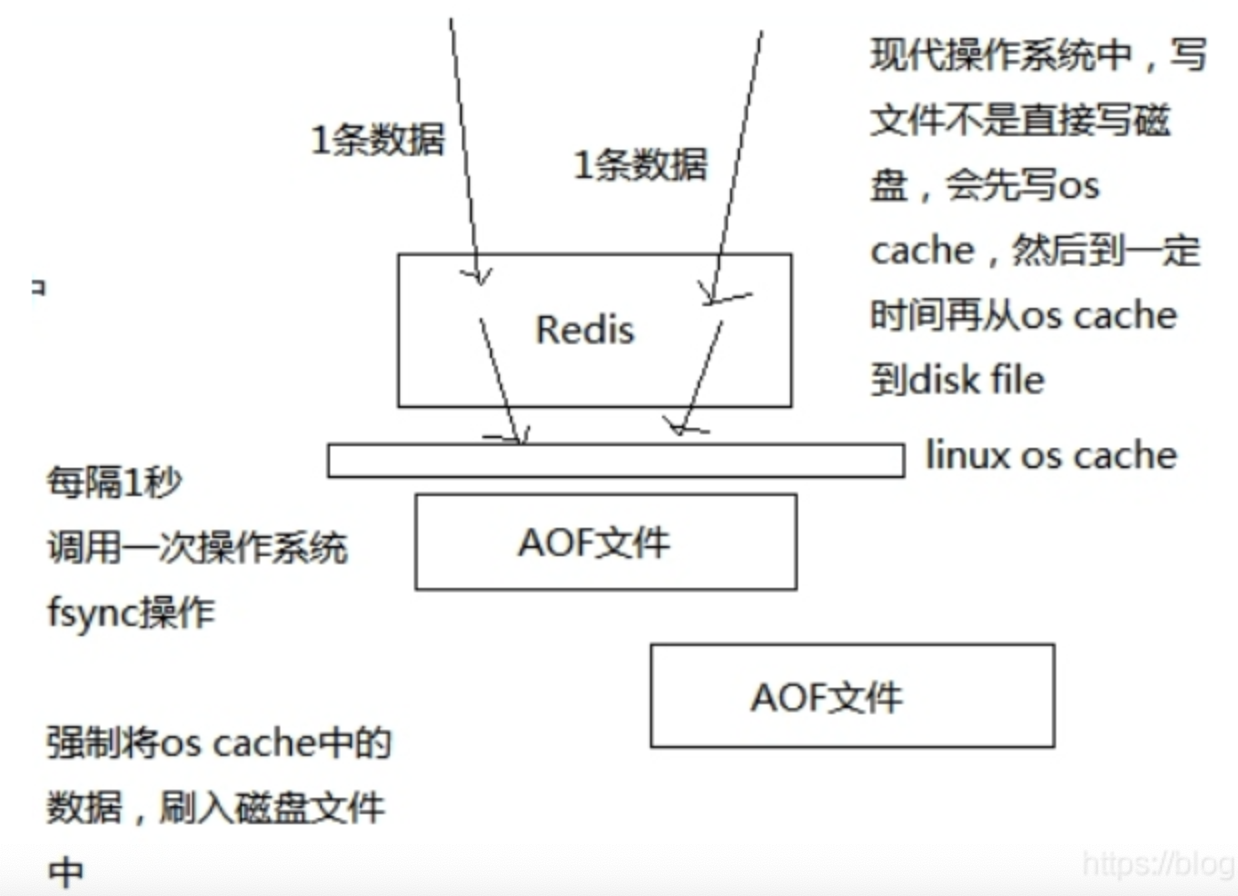 1条数据
1条数据
现代操作系统中，写
文件不是直接写磁
盘，会先写os
cache，然后到一定
时间再从os cache
到disk file
Redis
linux os cache
每隔1秒
调用一次操作系统
fsync操作
AOF文件
AOF文件
强制将os cache中的
数据，刷入磁盘文件
中
https://blog